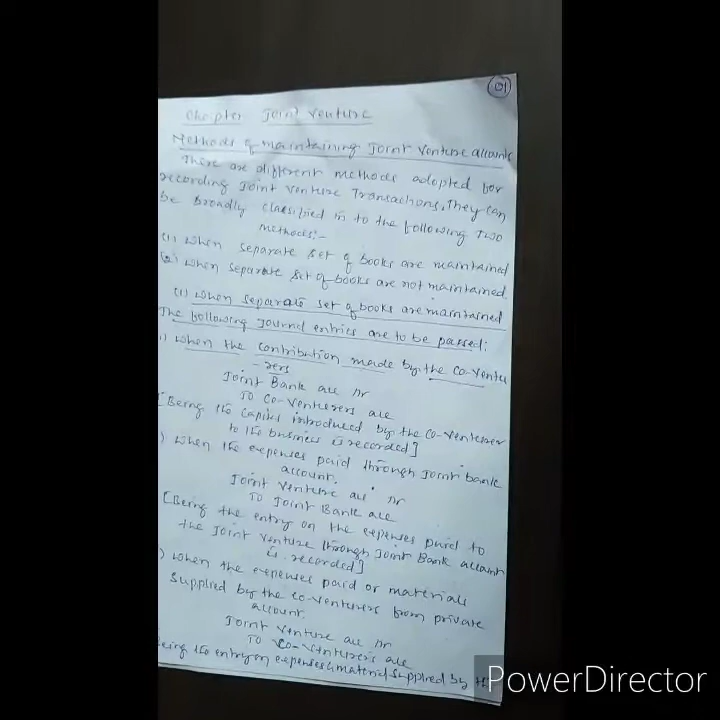 01
Chapter Joint Venture
Methods of maintaining Joint Venture accounts
There are different methods adopted for
recording Joint Venture Transactions. They can
be broadly classified in to the following Two
methods:-
(1) When separate set of books are maintained
(2) When separate set of books are not maintained.
(1) When separate set of books are maintained
The following Journal entries are to be passed:
1) When the contribution made by the Co-Ventu
-rers
Joint Bank a/c Dr
To Co-Venturers a/c
[Being the capital introduced by the Co-Venturer
to the business is recorded]
) When the expenses paid through Joint bank
account.
Joint Venture a/c Dr
To Joint Bank a/c
[Being the entry on the expenses paid to
the Joint Venture through Joint Bank account
is recorded]
) When the expenses paid or materials
Supplied by the Co-Venturers from private
account.
Joint Venture a/c Dr
To Co-Venturers a/c
Being the entry on expenses & material Supplied by
PowerDirector